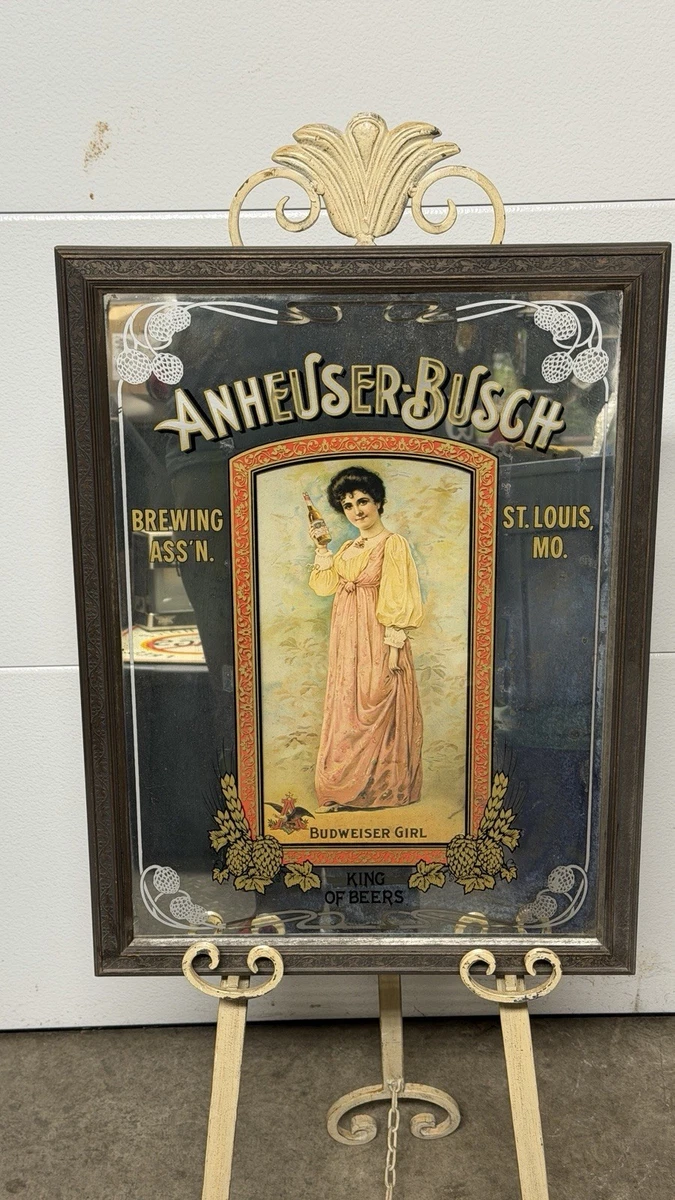 ANHEUSER-BUSCH
BREWING
ASS'N.
ST. LOUIS,
MO.
BUDWEISER GIRL
KING
OF BEERS